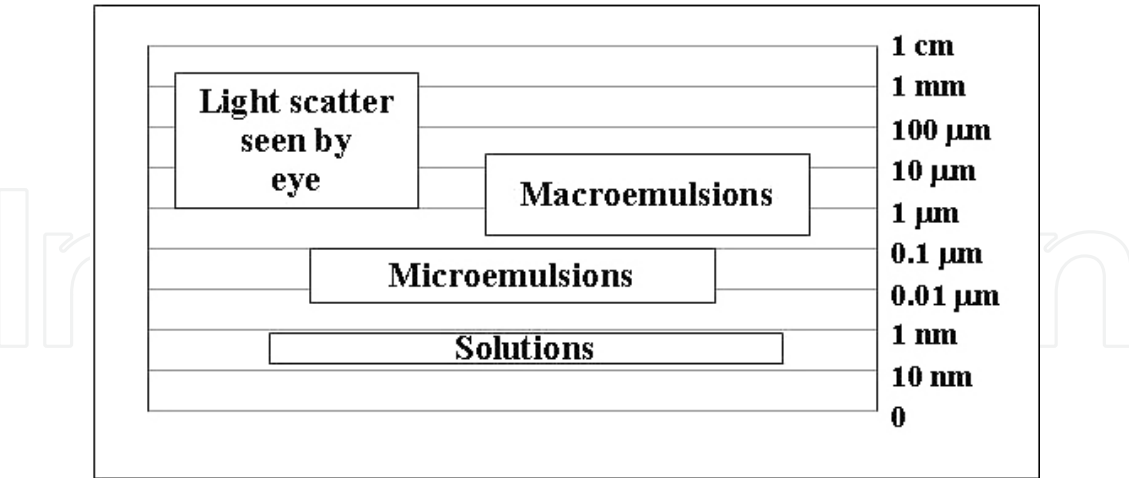 Light scatter
seen by
eye
Macroemulsions
Microemulsions
Solutions
1 cm
1 mm
100 μm
10 μm
1 μm
0.1 μm
0.01 μm
1 nm
10 nm
0